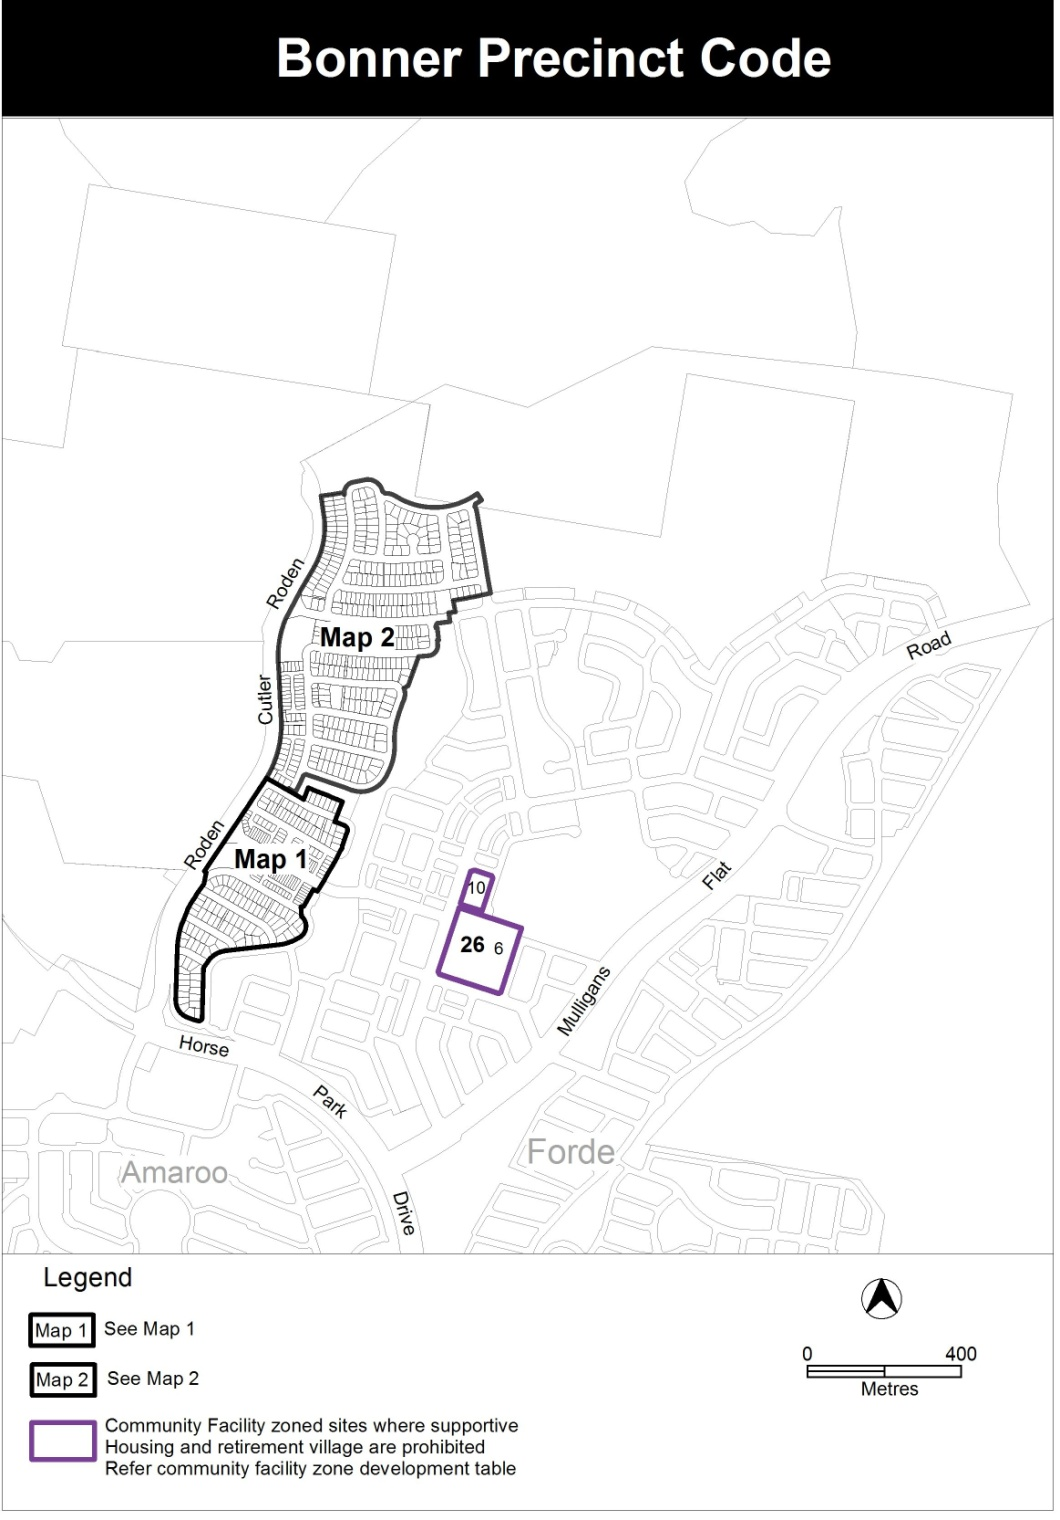 Bonner Precinct Code
Roden
Map 2
Road
Cutler
Roden
Map 1
Flat
10
26 6
Mulligans
Horse
Park
Forde
Amaroo
Drive
Legend
Map 1 See Map 1
Map 2 See Map 2
Community Facility zoned sites where supportive
Housing and retirement village are prohibited
Refer community facility zone development table
0 400
Metres